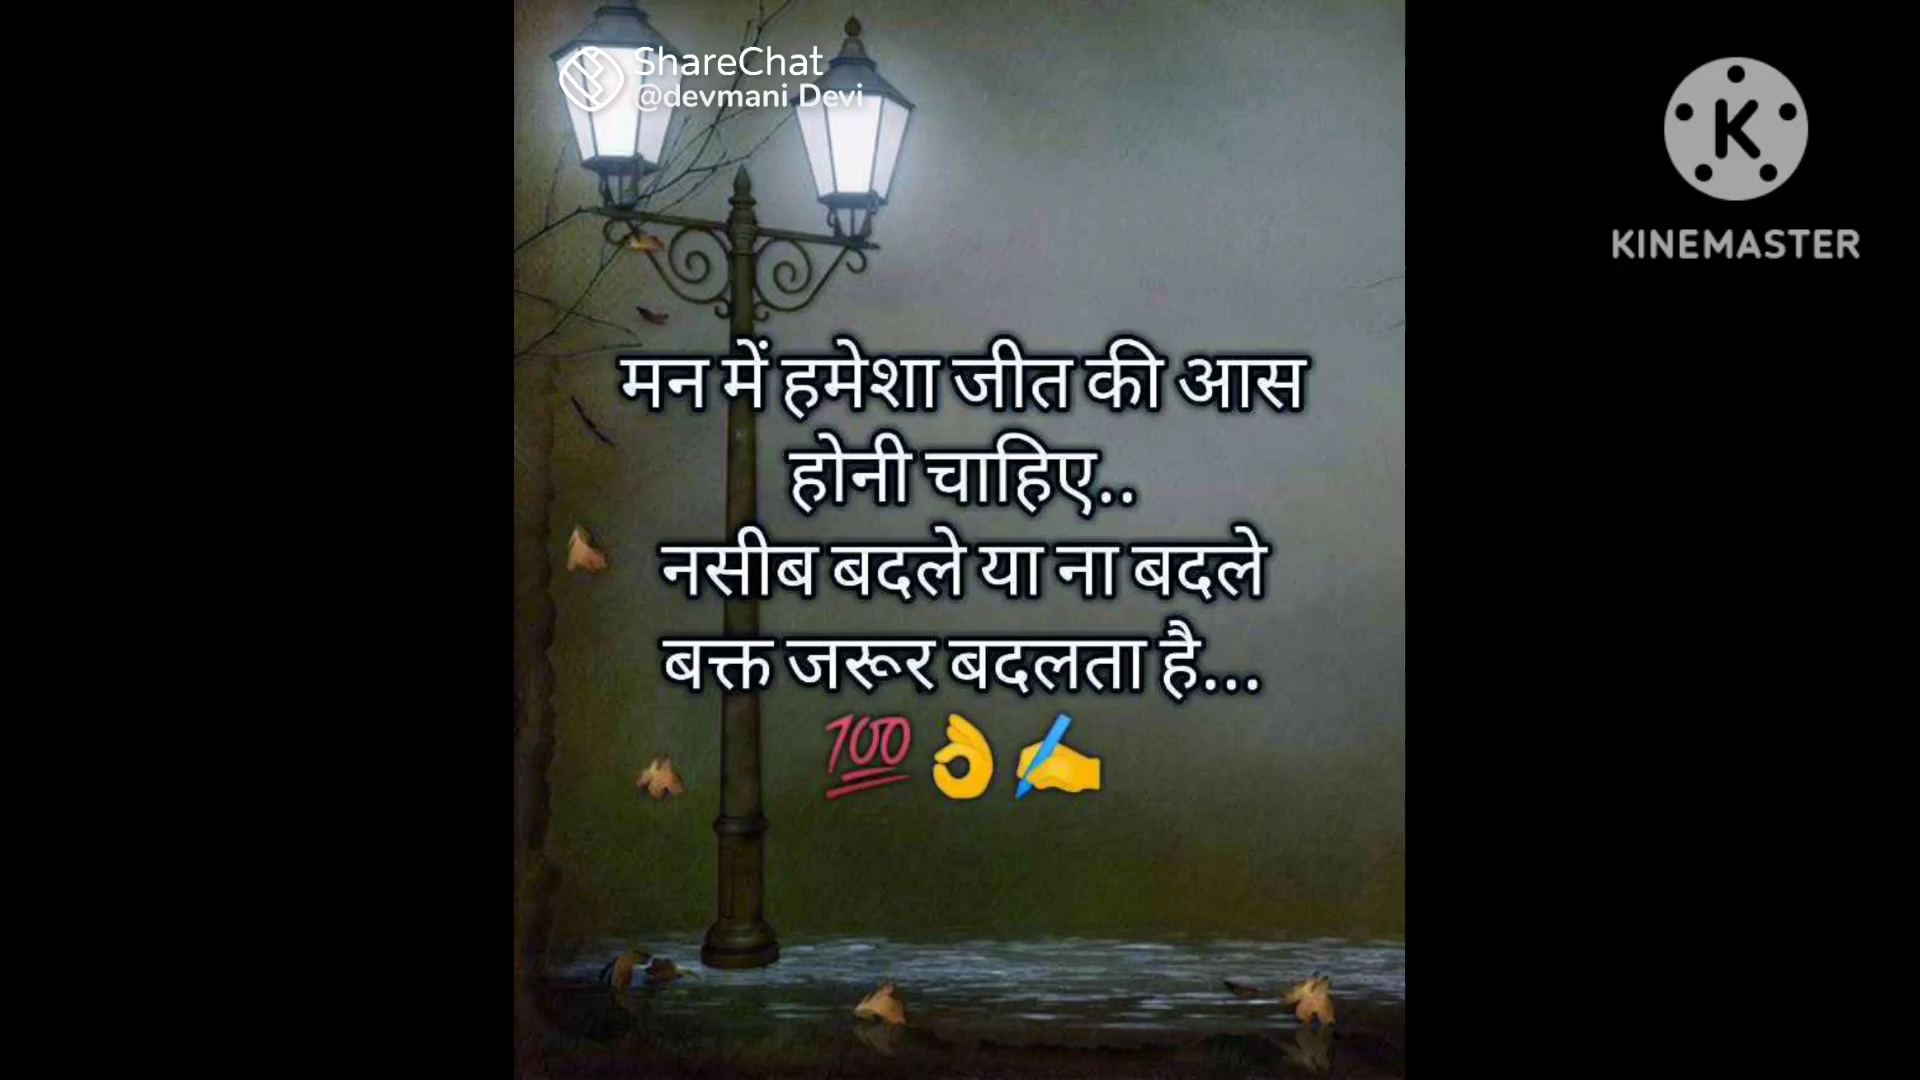 ShareChat
@devmani Devi
KINEMASTER
मन में हमेशा जीत की आस
होनी चाहिए..
नसीब बदले या ना बदले
बक्त जरूर बदलता है...
💯👌✍️